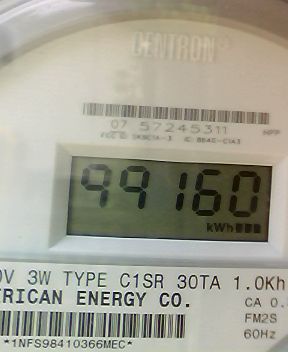 CENTRON
07 57245311
99160
kWh
0V 3W TYPE C1SR 30TA 1.0Kh
ERICAN ENERGY CO.
CA 0.
FM2S
60Hz
*1NFS98410366MEC*